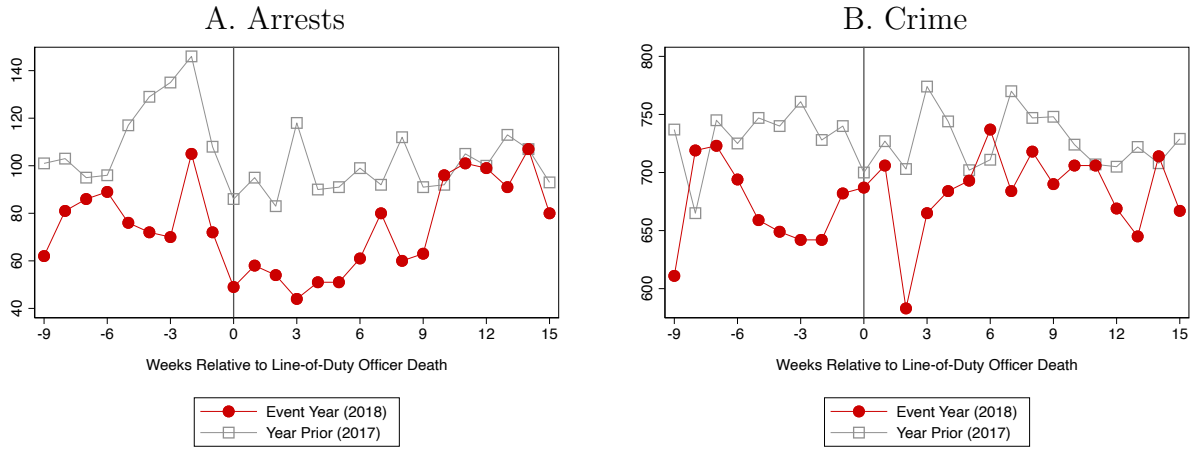 A. Arrests
140
120
100
80
60
40
-9 -6 -3 0 3 6 9 12 15
Weeks Relative to Line-of-Duty Officer Death
Event Year (2018)
Year Prior (2017)
B. Crime
800
750
700
650
600
-9 -6 -3 0 3 6 9 12 15
Weeks Relative to Line-of-Duty Officer Death
Event Year (2018)
Year Prior (2017)